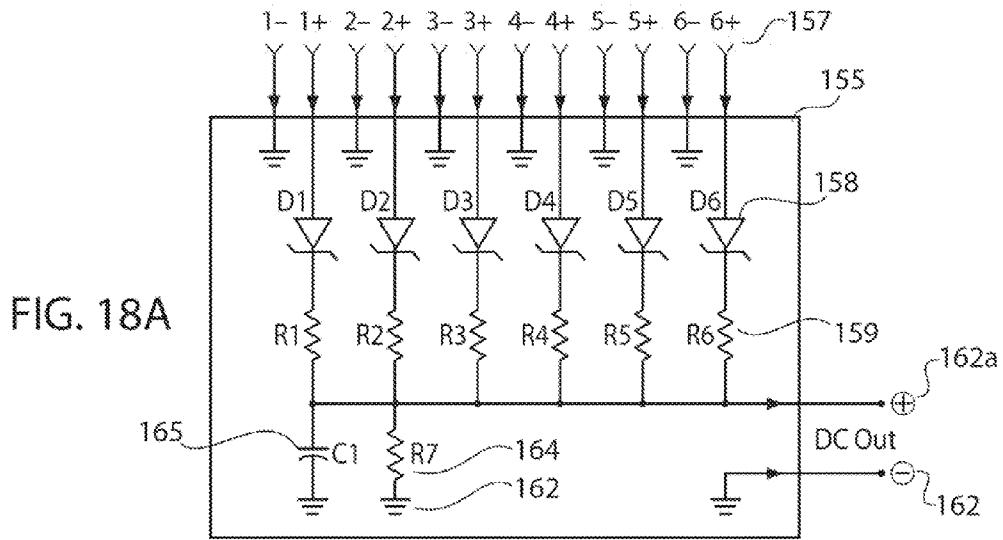 1– 1+ 2– 2+ 3– 3+ 4– 4+ 5– 5+ 6– 6+ 157
155
D1 D2 D3 D4 D5 D6 158
FIG. 18A
R1 R2 R3 R4 R5 R6 159
162a
+
165 C1 R7 164 DC Out
162 – 162